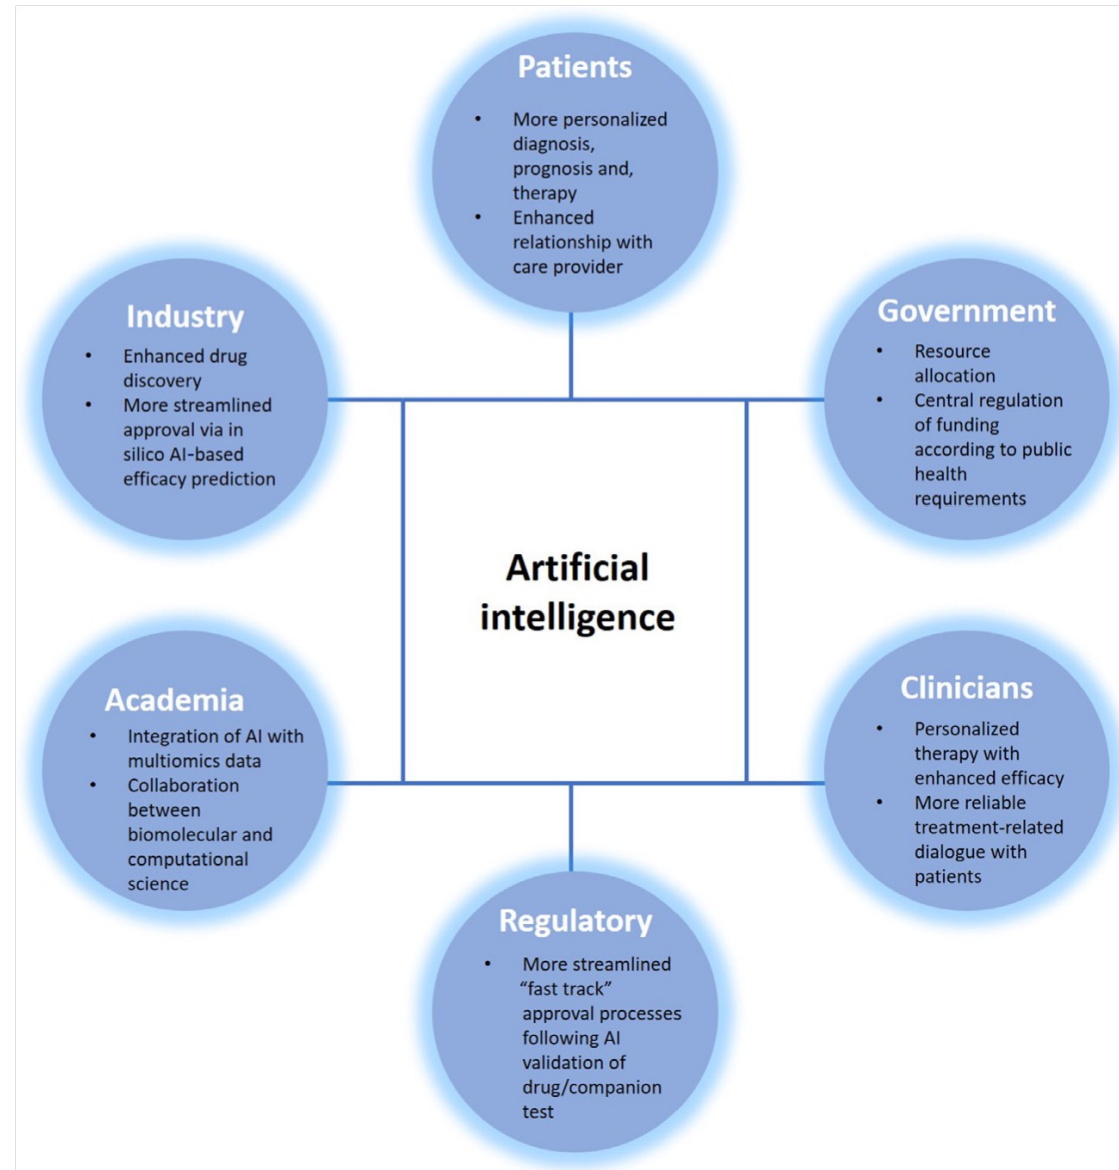 Patients
• More personalized
diagnosis,
prognosis and,
therapy
• Enhanced
relationship with
care provider
Industry
• Enhanced drug
discovery
• More streamlined
approval via in
silico AI-based
efficacy prediction
Government
• Resource
allocation
• Central regulation
of funding
according to public
health
requirements
Artificial
intelligence
Academia
• Integration of AI with
multiomics data
• Collaboration
between
biomolecular and
computational
science
Clinicians
• Personalized
therapy with
enhanced efficacy
• More reliable
treatment-related
dialogue with
patients
Regulatory
• More streamlined
“fast track”
approval processes
following AI
validation of
drug/companion
test